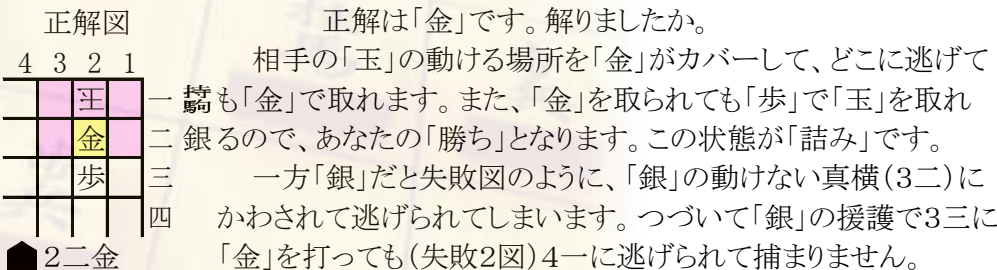 正解図
4 3 2 1
王 一
金 二
歩 三
四
持駒 銀
☗2二金
正解は「金」です。解りましたか。
相手の「玉」の動ける場所を「金」がカバーして、どこに逃げて
も「金」で取れます。また、「金」を取られても「歩」で「玉」を取れ
るので、あなたの「勝ち」となります。この状態が「詰み」です。
一方「銀」だと失敗図のように、「銀」の動けない真横(3二)に
かわされて逃げられてしまいます。つづいて「銀」の援護で3三に
「金」を打っても(失敗2図)4一に逃げられて捕まりません。